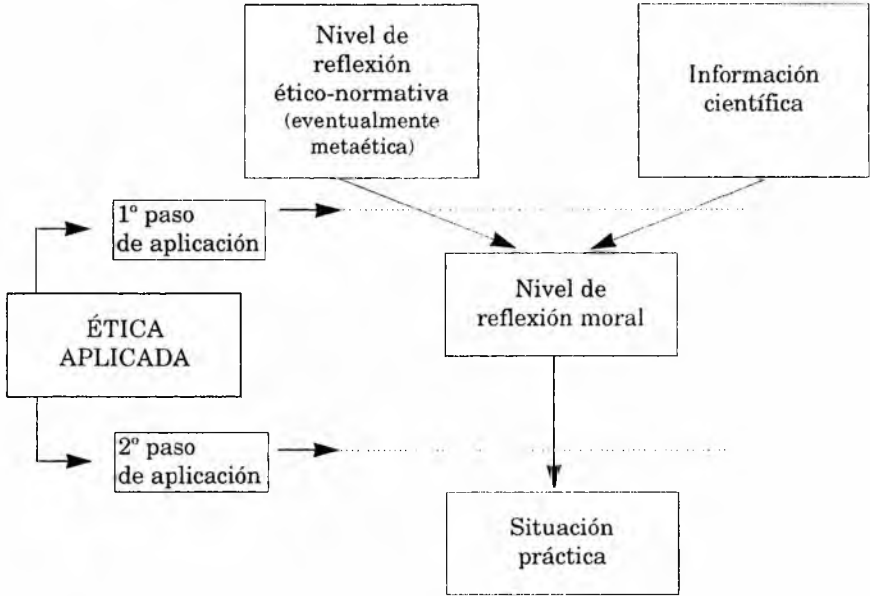 Nivel de
reflexión
ético-normativa
(eventualmente
metaética)
Información
científica
1º paso
de aplicación
Nivel de
reflexión moral
ÉTICA
APLICADA
2º paso
de aplicación
Situación
práctica